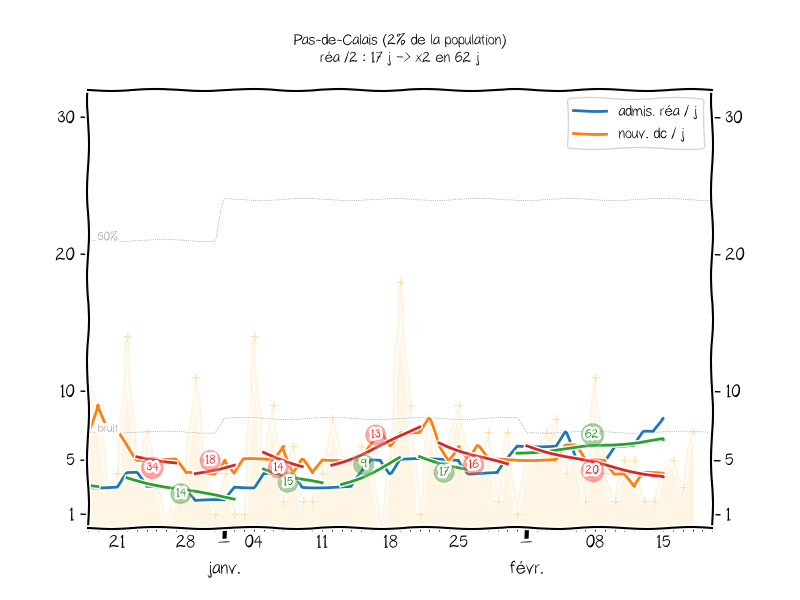 Pas-de-Calais (2% de la population)
réa /2 : 17 j -> x2 en 62 j
admis. réa / j
nouv. dc / j
30 30
50%
20 20
10 10
bruit
62
13
18
34 14 9 17 16 20
14 15
5 5
1 1
21 28 04 11 18 25 08 15
janv. févr.